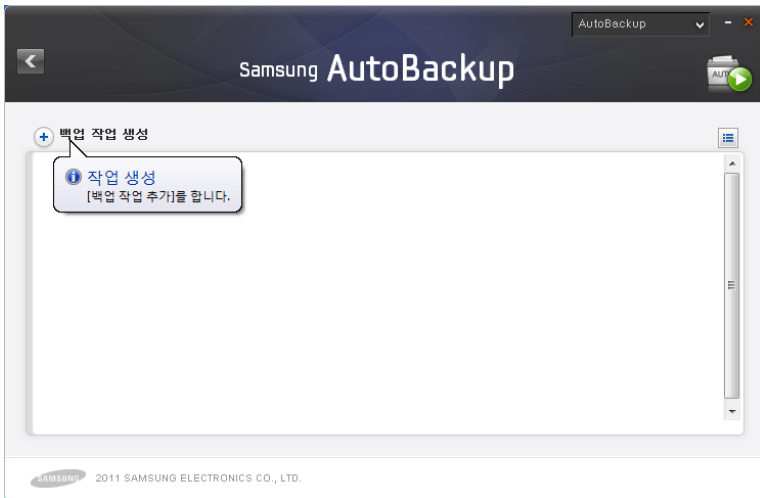 AutoBackup
samsung AutoBackup
AUTO
백업 작업 생성
작업 생성
[백업 작업 추가]를 합니다.
SAMSUNG
2011 SAMSUNG ELECTRONICS CO., LTD.